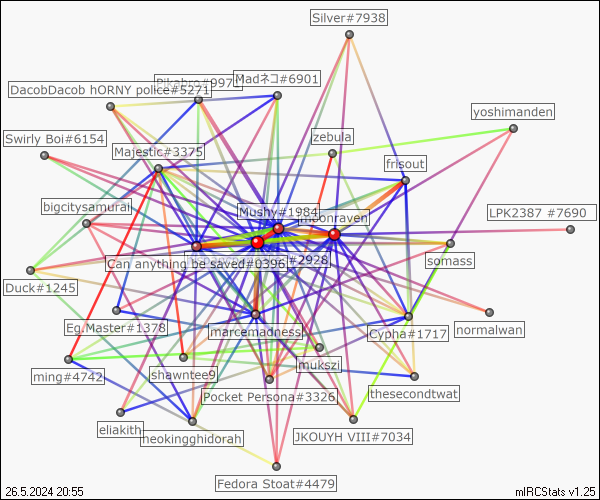 Silver#7938
Pikabro#997
Madネコ#6901
DacobDacob hORNY police#5271
yoshimanden
Swirly Boi#6154
zebula
Majestic#3375
frisout
bigcitysamurai
Mushy#1984
moonraven
LPK2387 #7690
somass
Can anything be saved#0396
#2928
Duck#1245
Eg.Master#1378
marcemadness
Cypha#1717
normalwan
mukszi
ming#4742
shawntee9
thesecondtwat
Pocket Persona#3326
eliakith
neokingghidorah
JKOUYH VIII#7034
Fedora Stoat#4479
26.5.2024 20:55
mIRCStats v1.25